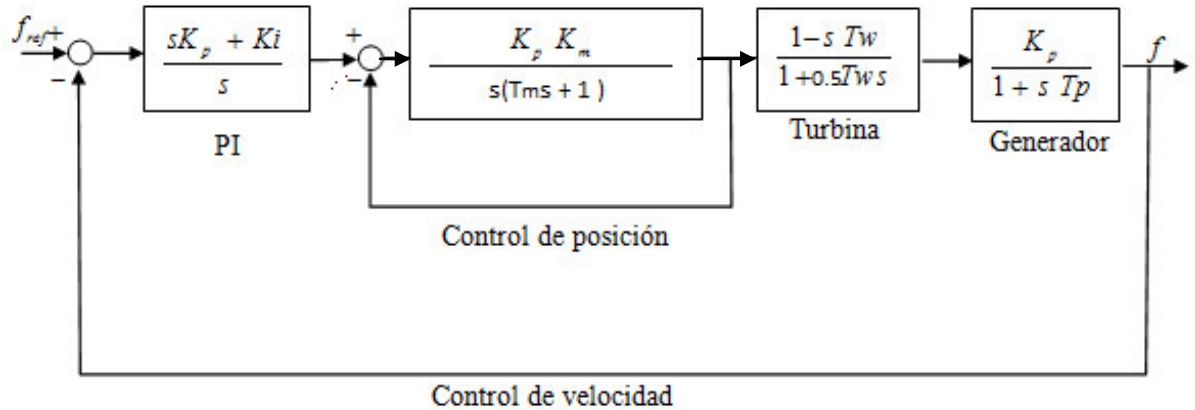 f_ref
+
−
sK_p + Ki
s
PI
+
−
K_p K_m
s(Tms + 1 )
1−s Tw
1+0.5Tws
Turbina
K_p
1 + s Tp
Generador
f
Control de posición
Control de velocidad